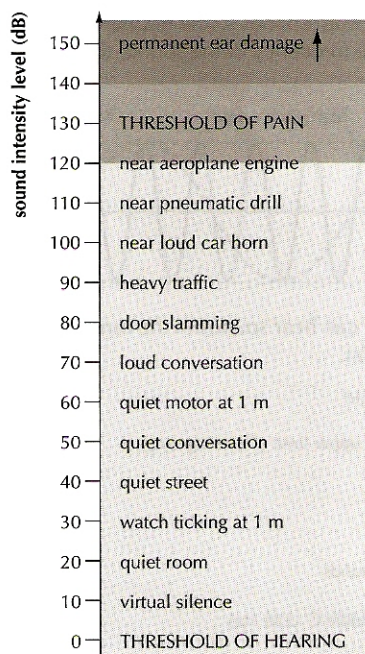 sound intensity level (dB)
150 permanent ear damage
140
130 THRESHOLD OF PAIN
120 near aeroplane engine
110 near pneumatic drill
100 near loud car horn
90 heavy traffic
80 door slamming
70 loud conversation
60 quiet motor at 1 m
50 quiet conversation
40 quiet street
30 watch ticking at 1 m
20 quiet room
10 virtual silence
0 THRESHOLD OF HEARING